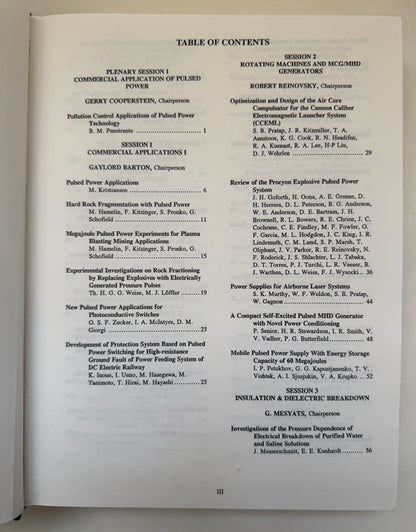 TABLE OF CONTENTS
PLENARY SESSION I
COMMERCIAL APPLICATION OF PULSED
POWER
GERRY COOPERSTEIN, Chairperson
Pollution Control Applications of Pulsed Power
Technology
B. M. Penetrante ........................ 1
SESSION 1
COMMERCIAL APPLICATIONS I
GAYLORD BARTON, Chairperson
Pulsed Power Applications
M. Kristiansen ........................ 6
Hard Rock Fragmentation with Pulsed Power
M. Hamelin, F. Kitzinger, S. Pronko, G.
Schofield ........................ 11
Megajoule Pulsed Power Experiments for Plasma
Blasting Mining Applications
M. Hamelin, F. Kitzinger, S. Pronko, G.
Schofield ........................ 15
Experimental Investigations on Rock Fractioning
by Replacing Explosives with Electrically
Generated Pressure Pulses
Th. H. G. G. Weise, M. J. Löffler ........ 19
New Pulsed Power Applications for
Photoconductive Switches
O. S. F. Zucker, I. A. McIntyre, D. M.
Giorgi ........................ 23
Development of Protection System Based on Pulsed
Power Switching for High-resistance
Ground Fault of Power Feeding System of
DC Electric Railway
K. Inoue, I. Ueno, M. Hasegawa, M.
Tanimoto, T. Hirai, M. Hayashi ........ 25
SESSION 2
ROTATING MACHINES AND MCG/MHD
GENERATORS
ROBERT REINOVSKY, Chairperson
Optimization and Design of the Air Core
Compulsator for the Cannon Caliber
Electromagnetic Launcher System
(CCEML)
S. B. Pratap, J. R. Kitzmiller, T. A.
Aanstoos, K. G. Cook, R. N. Headifen,
R. A. Kuenast, R. A. Lee, H-P Liu,
D. J. Wehrlen ........................ 29
Review of the Procyon Explosive Pulsed Power
System
J. H. Goforth, H. Oona, A. E. Greene, D.
H. Herrera, D. L. Peterson, B. G. Anderson,
W. E. Anderson, D. E. Bartram, J. H.
Brownell, R. L. Bowers, R. E. Chrien, J. C.
Cochrane, C. E. Findley, M. F. Fowler, O.
F. Garcia, M. L. Hodgdon, J. C. King, I. R.
Lindemuth, C. M. Lund, S. P. Marsh, T.
Oliphant, J. V. Parker, R. E. Reinovsky, N.
F. Roderick, J. S. Shlachter, L. J. Tabaka,
D. T. Torres, P. J. Turchi, L. R. Veeser, B.
J. Warthen, D. L. Weiss, F. J. Wysocki .. 36
Power Supplies for Airborne Laser Systems
S. K. Murthy, W. F. Weldon, S. B. Pratap,
W. Gagnon ........................ 44
A Compact Self-Excited Pulsed MHD Generator
with Novel Power Conditioning
P. Senior, H. R. Stewardson, I. R. Smith, V.
V. Vadher, P. G. Butterfield ........ 48
Mobile Pulsed Power Supply With Energy Storage
Capacity of 60 Megajoules
I. P. Petukhov, G. G. Kapustjanenko, T. V.
Vishtak, A. I. Sjusjukin, V. A. Krupko .. 52
SESSION 3
INSULATION & DIELECTRIC BREAKDOWN
G. MESYATS, Chairperson
Investigations of the Pressure Dependence of
Electrical Breakdown of Purified Water
and Saline Solutions
J. Messerschmitt, E. E. Kunhardt ........ 56
III